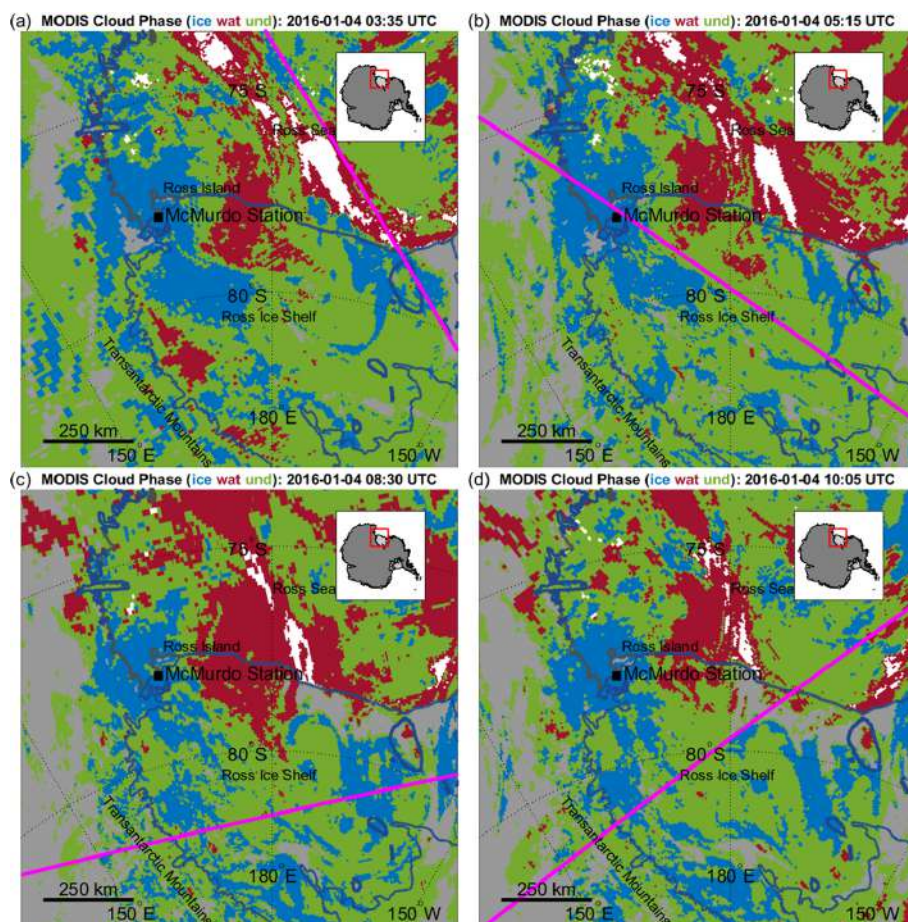 (a) MODIS Cloud Phase (ice wat und): 2016-01-04 03:35 UTC
75 S
Ross Sea
Ross Island
McMurdo Station
80 S
Ross Ice Shelf
Transantarctic Mountains
180 E
250 km
150 E
150 W
(b) MODIS Cloud Phase (ice wat und): 2016-01-04 05:15 UTC
75 S
Ross Sea
Ross Island
McMurdo Station
80 S
Ross Ice Shelf
Transantarctic Mountains
180 E
250 km
150 E
150 W
(c) MODIS Cloud Phase (ice wat und): 2016-01-04 08:30 UTC
75 S
Ross Sea
Ross Island
McMurdo Station
80 S
Ross Ice Shelf
Transantarctic Mountains
180 E
250 km
150 E
150 W
(d) MODIS Cloud Phase (ice wat und): 2016-01-04 10:05 UTC
75 S
Ross Sea
Ross Island
McMurdo Station
80 S
Ross Ice Shelf
Transantarctic Mountains
180 E
250 km
150 E
150 W